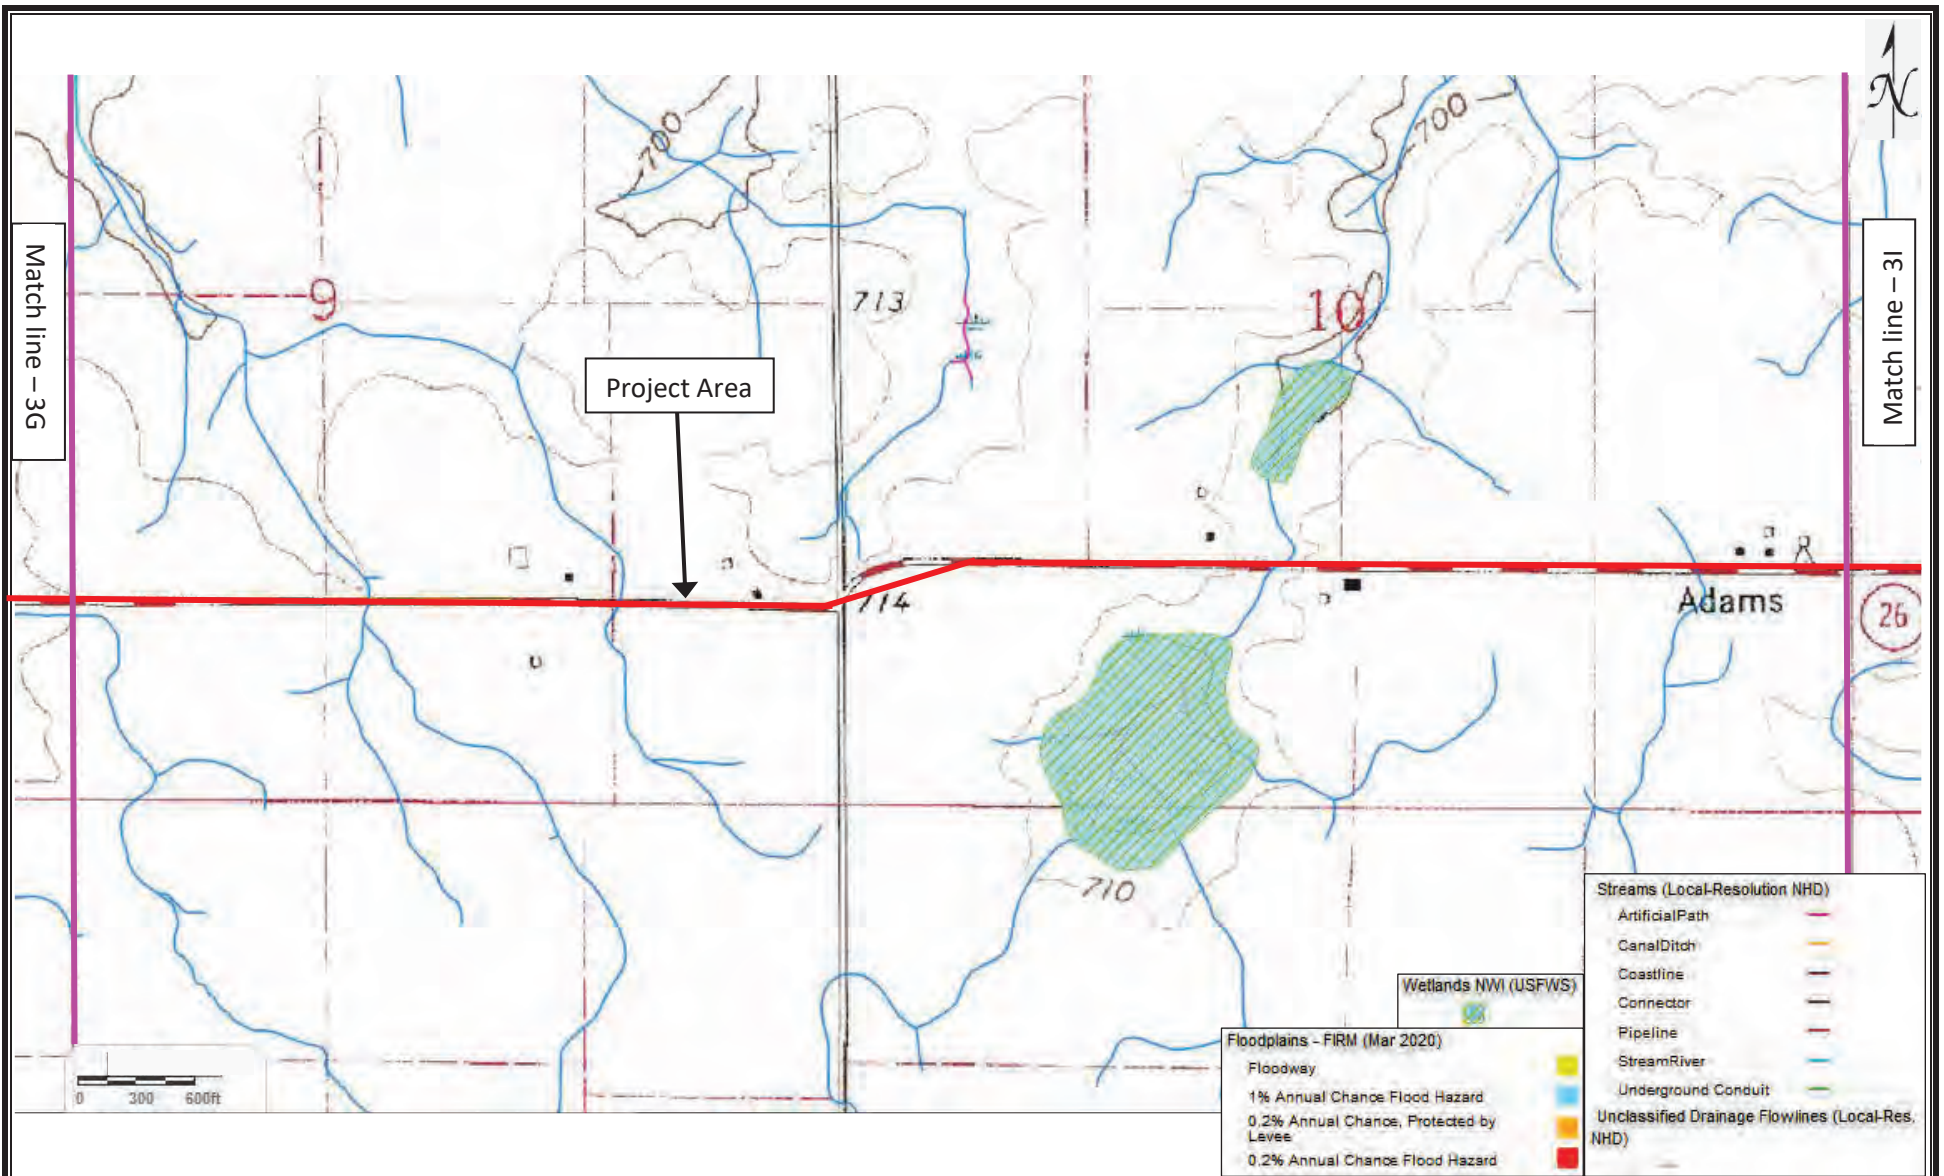 N
700
700
Match line – 3G
Match line – 3I
9
713
10
Project Area
714
Adams
26
710
0 300 600ft
Wetlands NWI (USFWS)
Floodplains - FIRM (Mar 2020)
Floodway
1% Annual Chance Flood Hazard
0.2% Annual Chance, Protected by
Levee
0.2% Annual Chance Flood Hazard
Streams (Local-Resolution NHD)
ArtificialPath
CanalDitch
Coastline
Connector
Pipeline
StreamRiver
Underground Conduit
Unclassified Drainage Flowlines (Local-Res.
NHD)